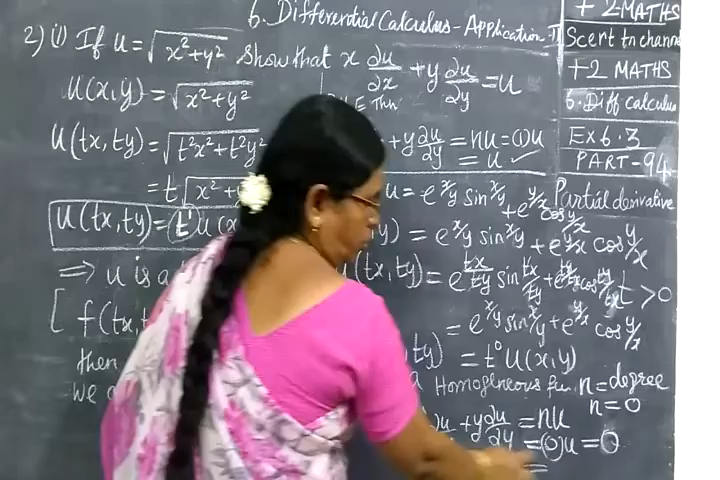 6. Differential Calculus - Application - II
2) (i) If u = √x²+y² show that x ∂u/∂x + y ∂u/∂y = u
u(x,y) = √x²+y²
u(tx, ty) = √t²x²+t²y²
= t√x²+
u(tx, ty) = t¹ u(x
⇒ u is a
[ f(tx,
then
we
+y ∂u/∂y = nu = (1)u
= u ✓
u = e^x/y sin x/y + e^y/x cos y/x
y) = e^x/y sin x/y + e^y/x cos y/x
(tx, ty) = e^tx/ty sin tx/ty + e^ty/tx cos ty/tx t > 0
= e^x/y sin x/y + e^y/x cos y/x
ty) = t⁰ u(x,y)
a Homogeneous fun. n = degree
n = 0
+y ∂u/∂y = nu
= (0)u = 0
+2 MATHS
Scert tn channel
+2 MATHS
6. Diff calculus
Ex 6.3
PART-94
Partial derivative